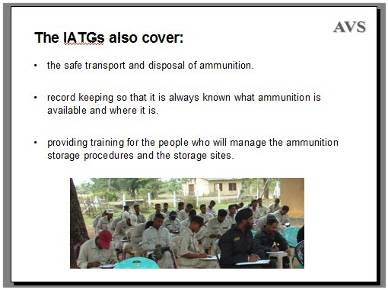 AVS
The IATGs also cover:
• the safe transport and disposal of ammunition.
• record keeping so that it is always known what ammunition is
available and where it is.
• providing training for the people who will manage the ammunition
storage procedures and the storage sites.